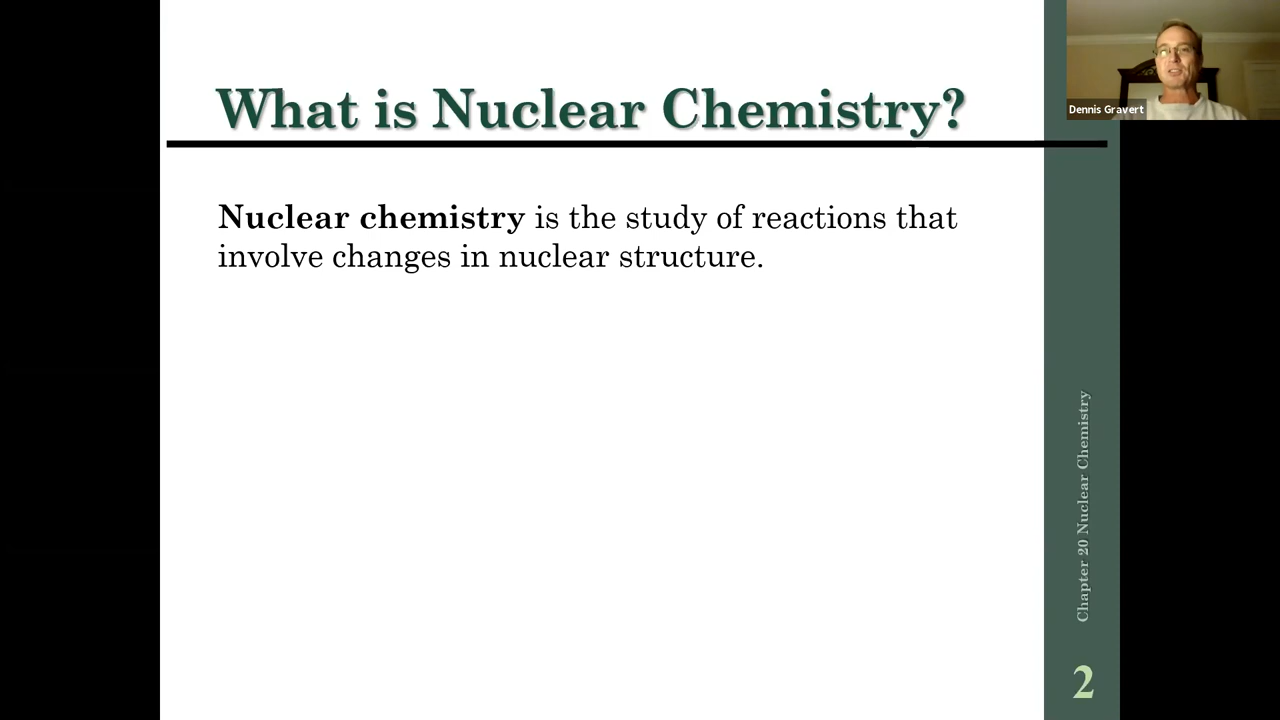 What is Nuclear Chemistry?
Dennis Gravert
Nuclear chemistry is the study of reactions that
involve changes in nuclear structure.
Chapter 20 Nuclear Chemistry
2